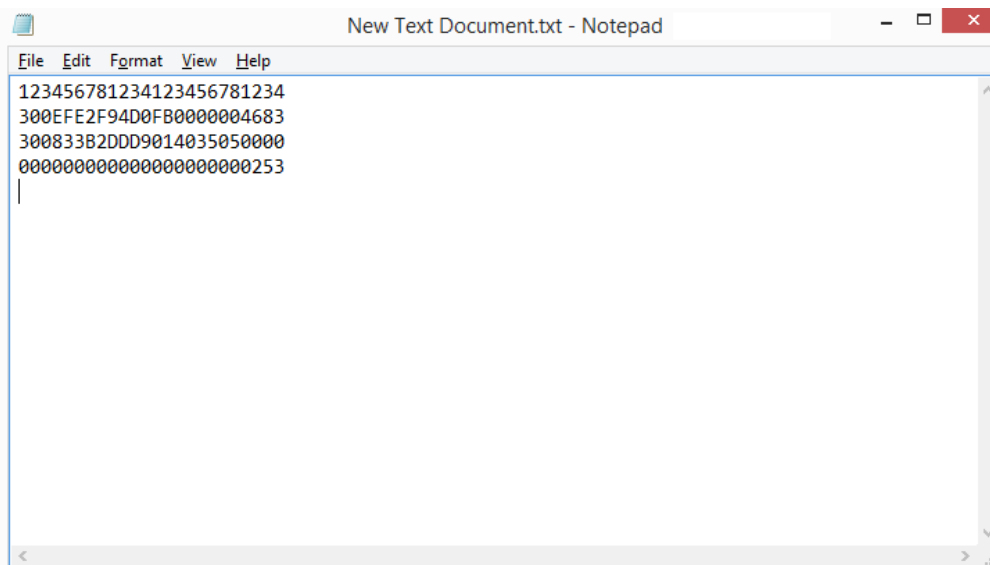 New Text Document.txt - Notepad
File Edit Format View Help
123456781234123456781234
300EFE2F94D0FB0000004683
300833B2DDD9014035050000
000000000000000000000253